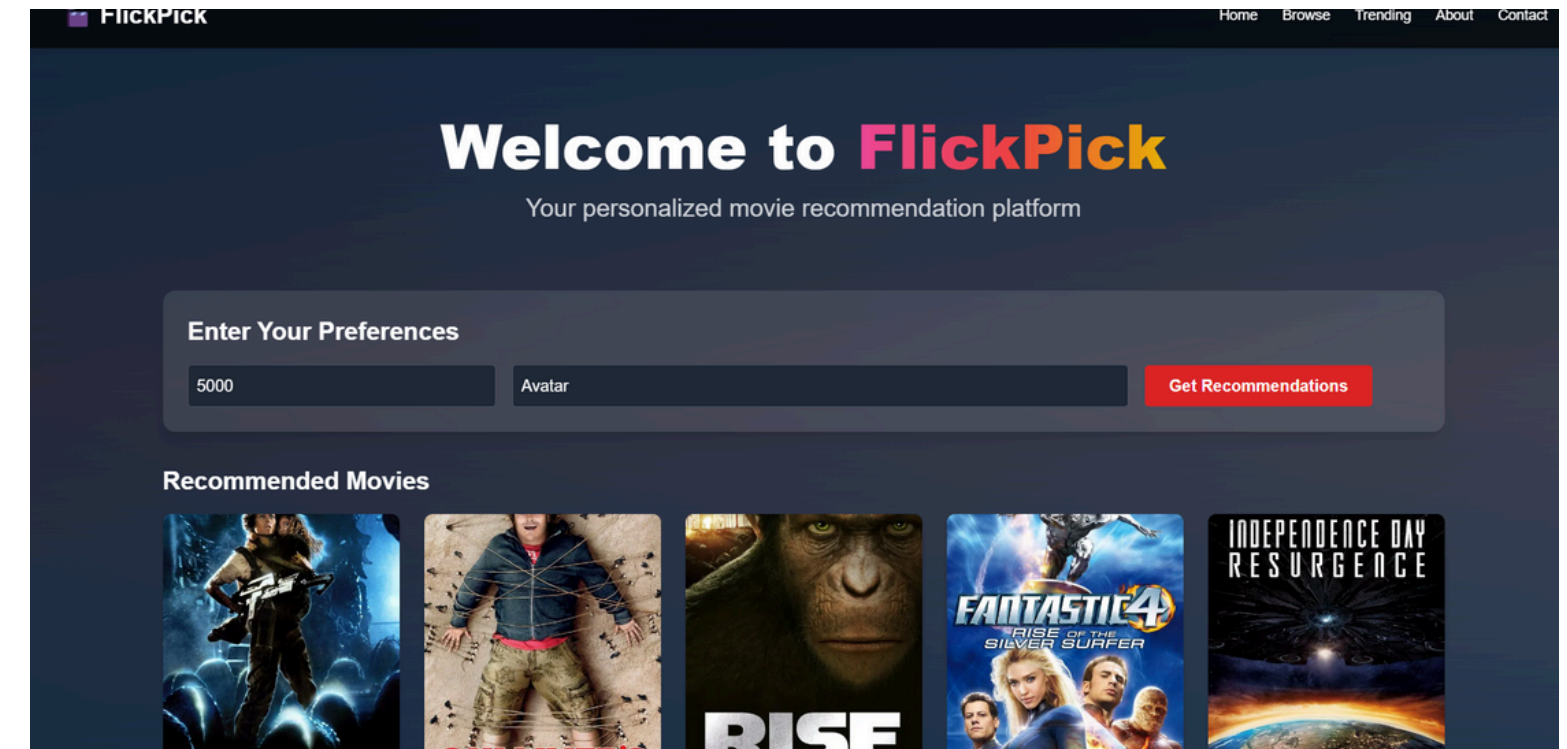 FlickPick
Home Browse Trending About Contact
Welcome to FlickPick
Your personalized movie recommendation platform
Enter Your Preferences
5000
Avatar
Get Recommendations
Recommended Movies
RISE
FANTASTIC 4
RISE OF THE
SILVER SURFER
INDEPENDENCE DAY
RESURGENCE